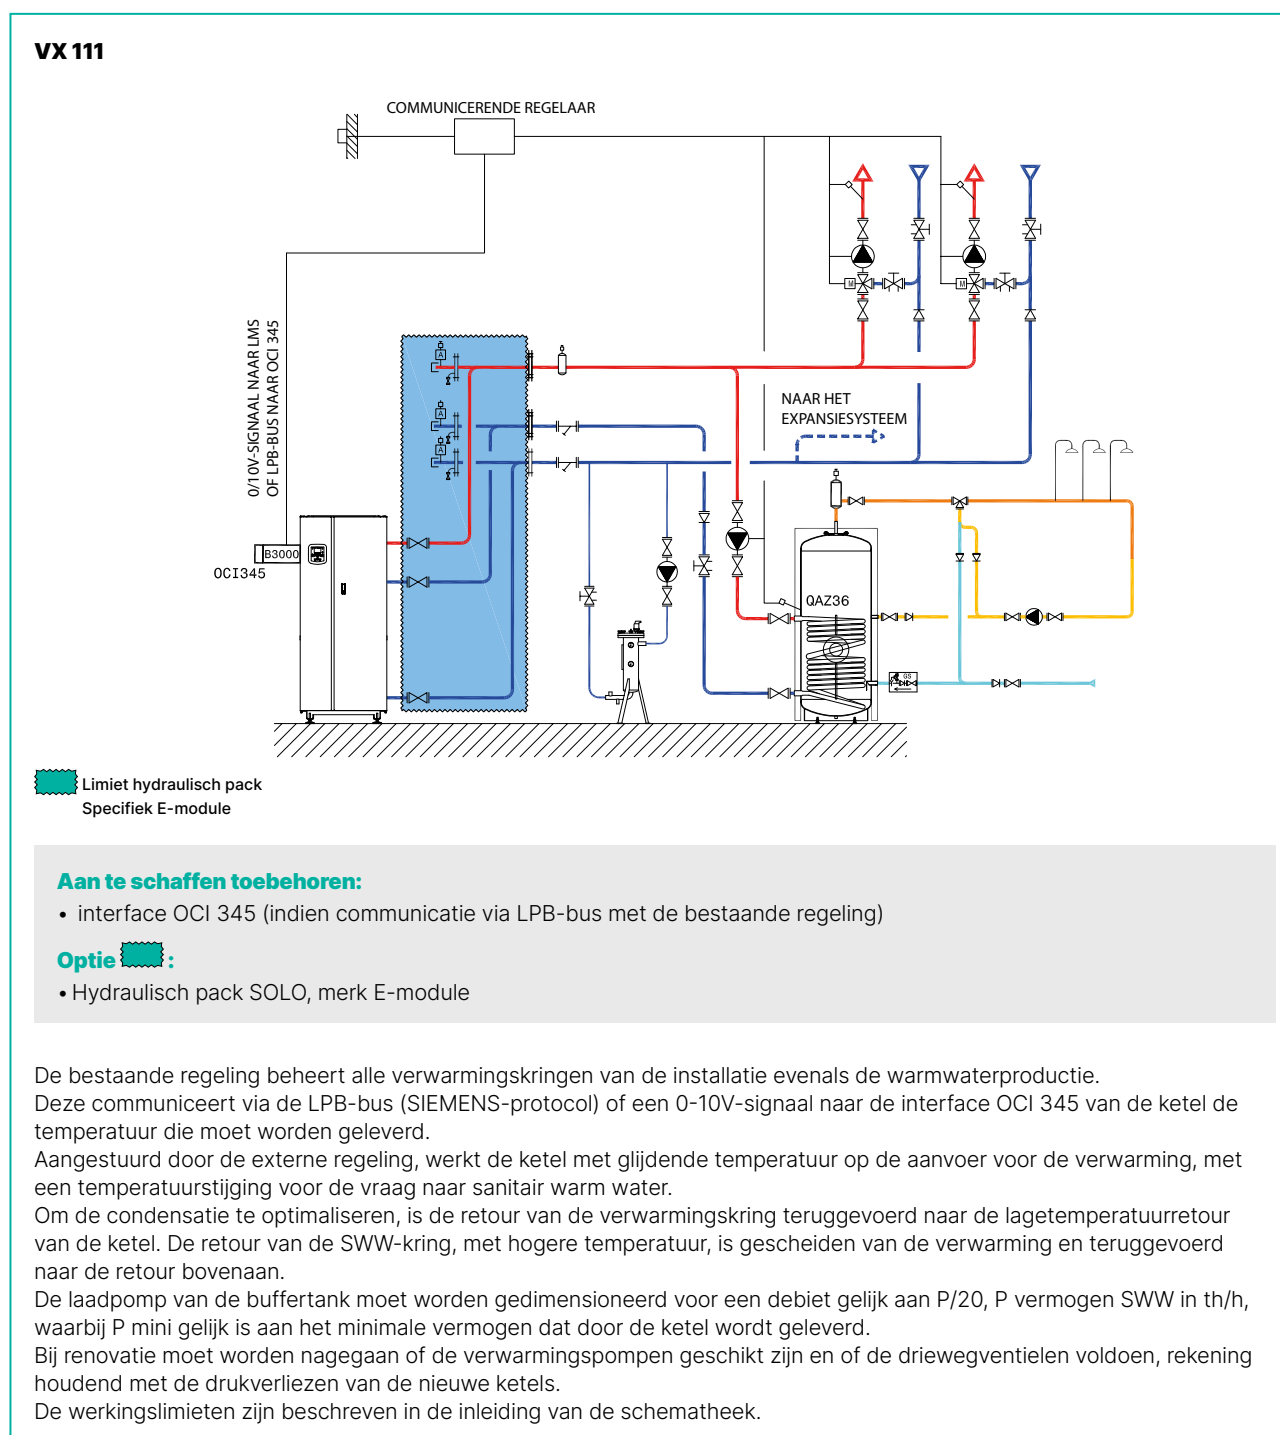 VX 111
COMMUNICERENDE REGELAAR
0/10V-SIGNAAL NAAR LMS
OF LPB-BUS NAAR OCI 345
M
M
A
A
A
NAAR HET
EXPANSIESYSTEEM
B3000
OCI345
QAZ36
GS
Limiet hydraulisch pack
Specifiek E-module
Aan te schaffen toebehoren:
• interface OCI 345 (indien communicatie via LPB-bus met de bestaande regeling)
Optie :
• Hydraulisch pack SOLO, merk E-module
De bestaande regeling beheert alle verwarmingskringen van de installatie evenals de warmwaterproductie.
Deze communiceert via de LPB-bus (SIEMENS-protocol) of een 0-10V-signaal naar de interface OCI 345 van de ketel de
temperatuur die moet worden geleverd.
Aangestuurd door de externe regeling, werkt de ketel met glijdende temperatuur op de aanvoer voor de verwarming, met
een temperatuurstijging voor de vraag naar sanitair warm water.
Om de condensatie te optimaliseren, is de retour van de verwarmingskring teruggevoerd naar de lagetemperatuurretour
van de ketel. De retour van de SWW-kring, met hogere temperatuur, is gescheiden van de verwarming en teruggevoerd
naar de retour bovenaan.
De laadpomp van de buffertank moet worden gedimensioneerd voor een debiet gelijk aan P/20, P vermogen SWW in th/h,
waarbij P mini gelijk is aan het minimale vermogen dat door de ketel wordt geleverd.
Bij renovatie moet worden nagegaan of de verwarmingspompen geschikt zijn en of de driewegventielen voldoen, rekening
houdend met de drukverliezen van de nieuwe ketels.
De werkingslimieten zijn beschreven in de inleiding van de schematheek.